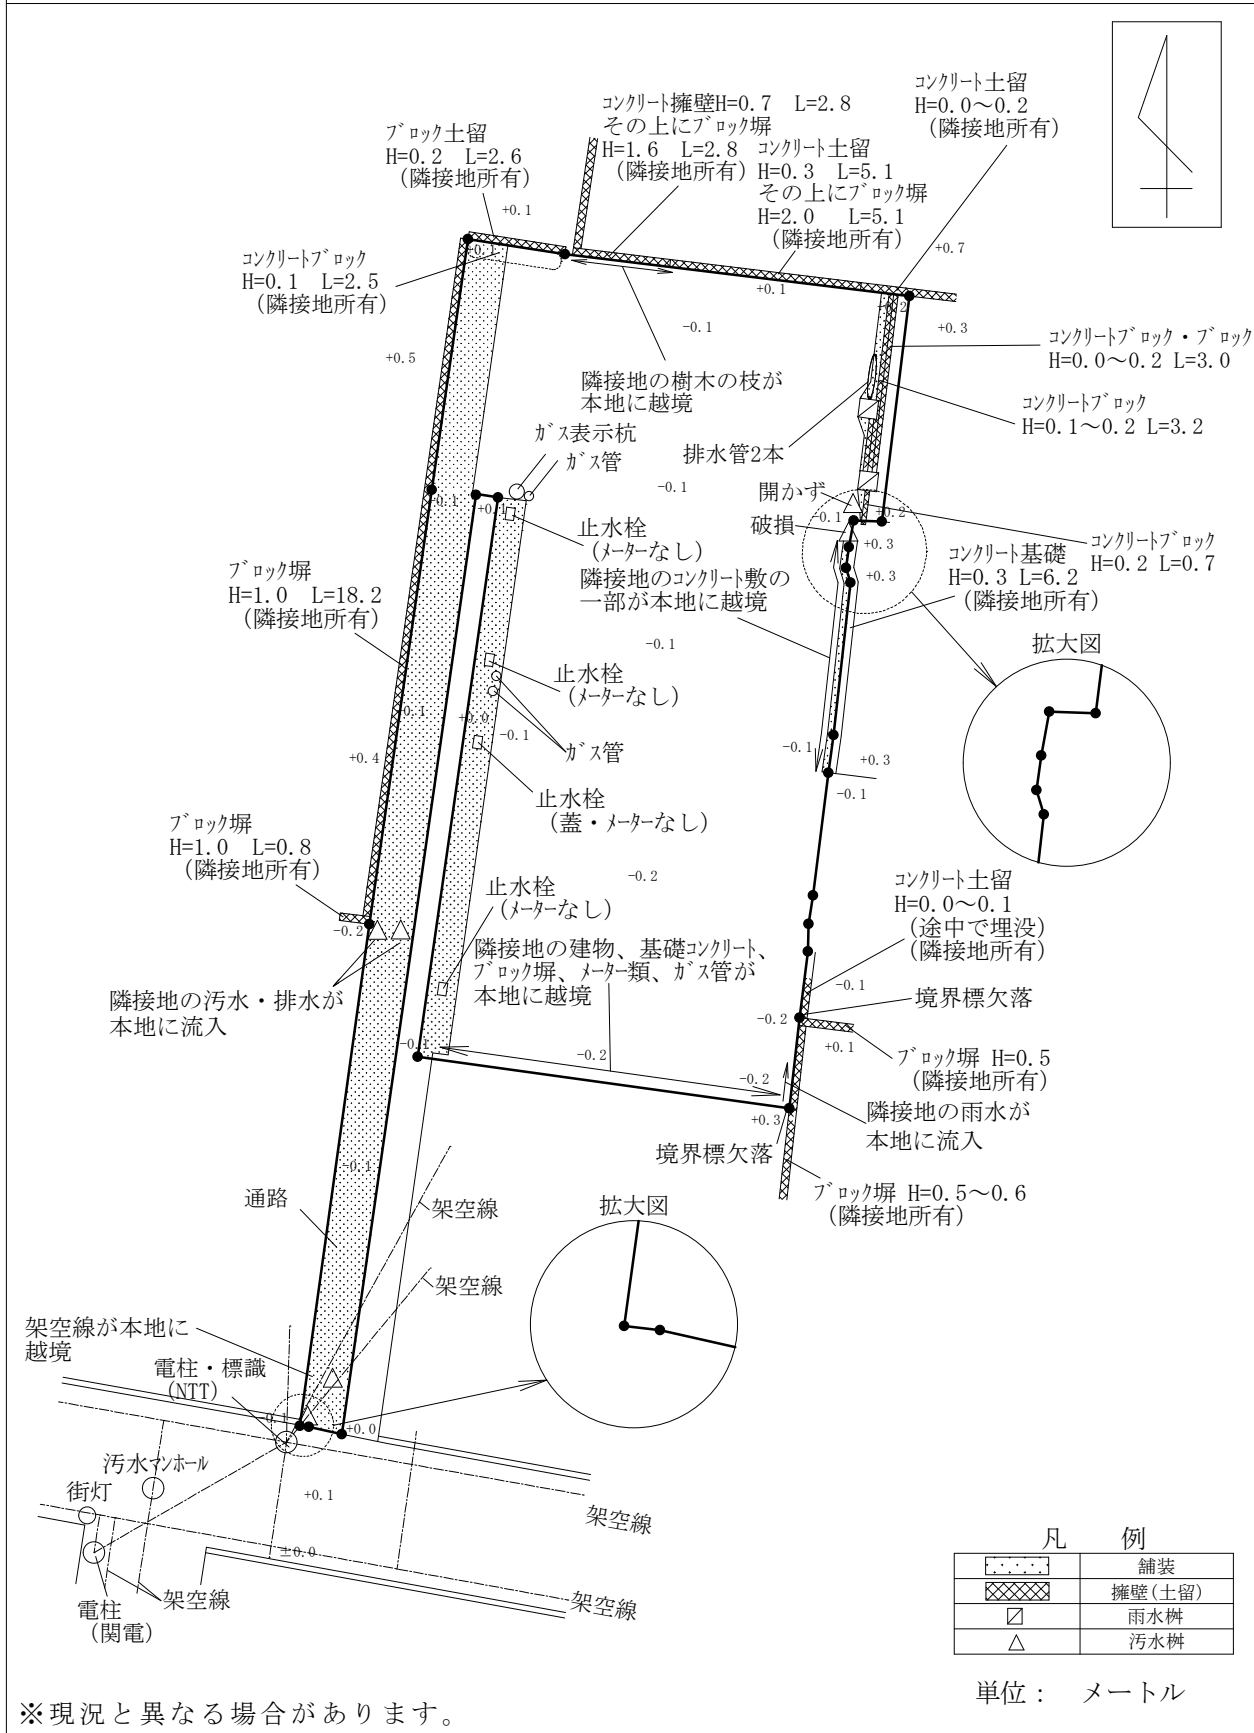 コンクリート擁壁H=0.7 L=2.8
その上にブロック塀
H=1.6 L=2.8
(隣接地所有)
コンクリート土留
H=0.0～0.2
(隣接地所有)
ブロック土留
H=0.2 L=2.6
(隣接地所有)
コンクリート土留
H=0.3 L=5.1
その上にブロック塀
H=2.0 L=5.1
(隣接地所有)
+0.1
+0.7
コンクリートブロック
H=0.1 L=2.5
(隣接地所有)
+0.1
+0.1
-0.2
+0.3
-0.1
+0.5
コンクリートブロック・ブロック
H=0.0～0.2 L=3.0
隣接地の樹木の枝が
本地に越境
コンクリートブロック
H=0.1～0.2 L=3.2
ガス表示杭
ガス管
排水管2本
-0.1
開かず
+0.1
+0.1
止水栓
(メーターなし)
破損
-0.1
+0.2
+0.3
+0.3
コンクリートブロック
H=0.2 L=0.7
コンクリート基礎
H=0.3 L=6.2
(隣接地所有)
隣接地のコンクリート敷の
一部が本地に越境
ブロック塀
H=1.0 L=18.2
(隣接地所有)
-0.1
拡大図
止水栓
(メーターなし)
+0.1
+0.0
-0.1
ガス管
+0.4
-0.1
+0.3
-0.1
止水栓
(蓋・メーターなし)
ブロック塀
H=1.0 L=0.8
(隣接地所有)
-0.2
止水栓
(メーターなし)
コンクリート土留
H=0.0～0.1
(途中で埋没)
(隣接地所有)
-0.2
隣接地の建物、基礎コンクリート、
ブロック塀、メーター類、ガス管が
本地に越境
隣接地の汚水・排水が
本地に流入
-0.1
境界標欠落
-0.2
+0.1
-0.1
-0.2
ブロック塀 H=0.5
(隣接地所有)
-0.2
+0.3
隣接地の雨水が
本地に流入
境界標欠落
-0.1
ブロック塀 H=0.5～0.6
(隣接地所有)
通路
架空線
拡大図
架空線
架空線が本地に
越境
電柱・標識
(NTT)
-0.1
+0.0
汚水マンホール
街灯
+0.1
架空線
±0.0
電柱
(関電)
架空線
架空線
凡 例
舗装
擁壁(土留)
雨水桝
汚水桝
単位： メートル
※現況と異なる場合があります。